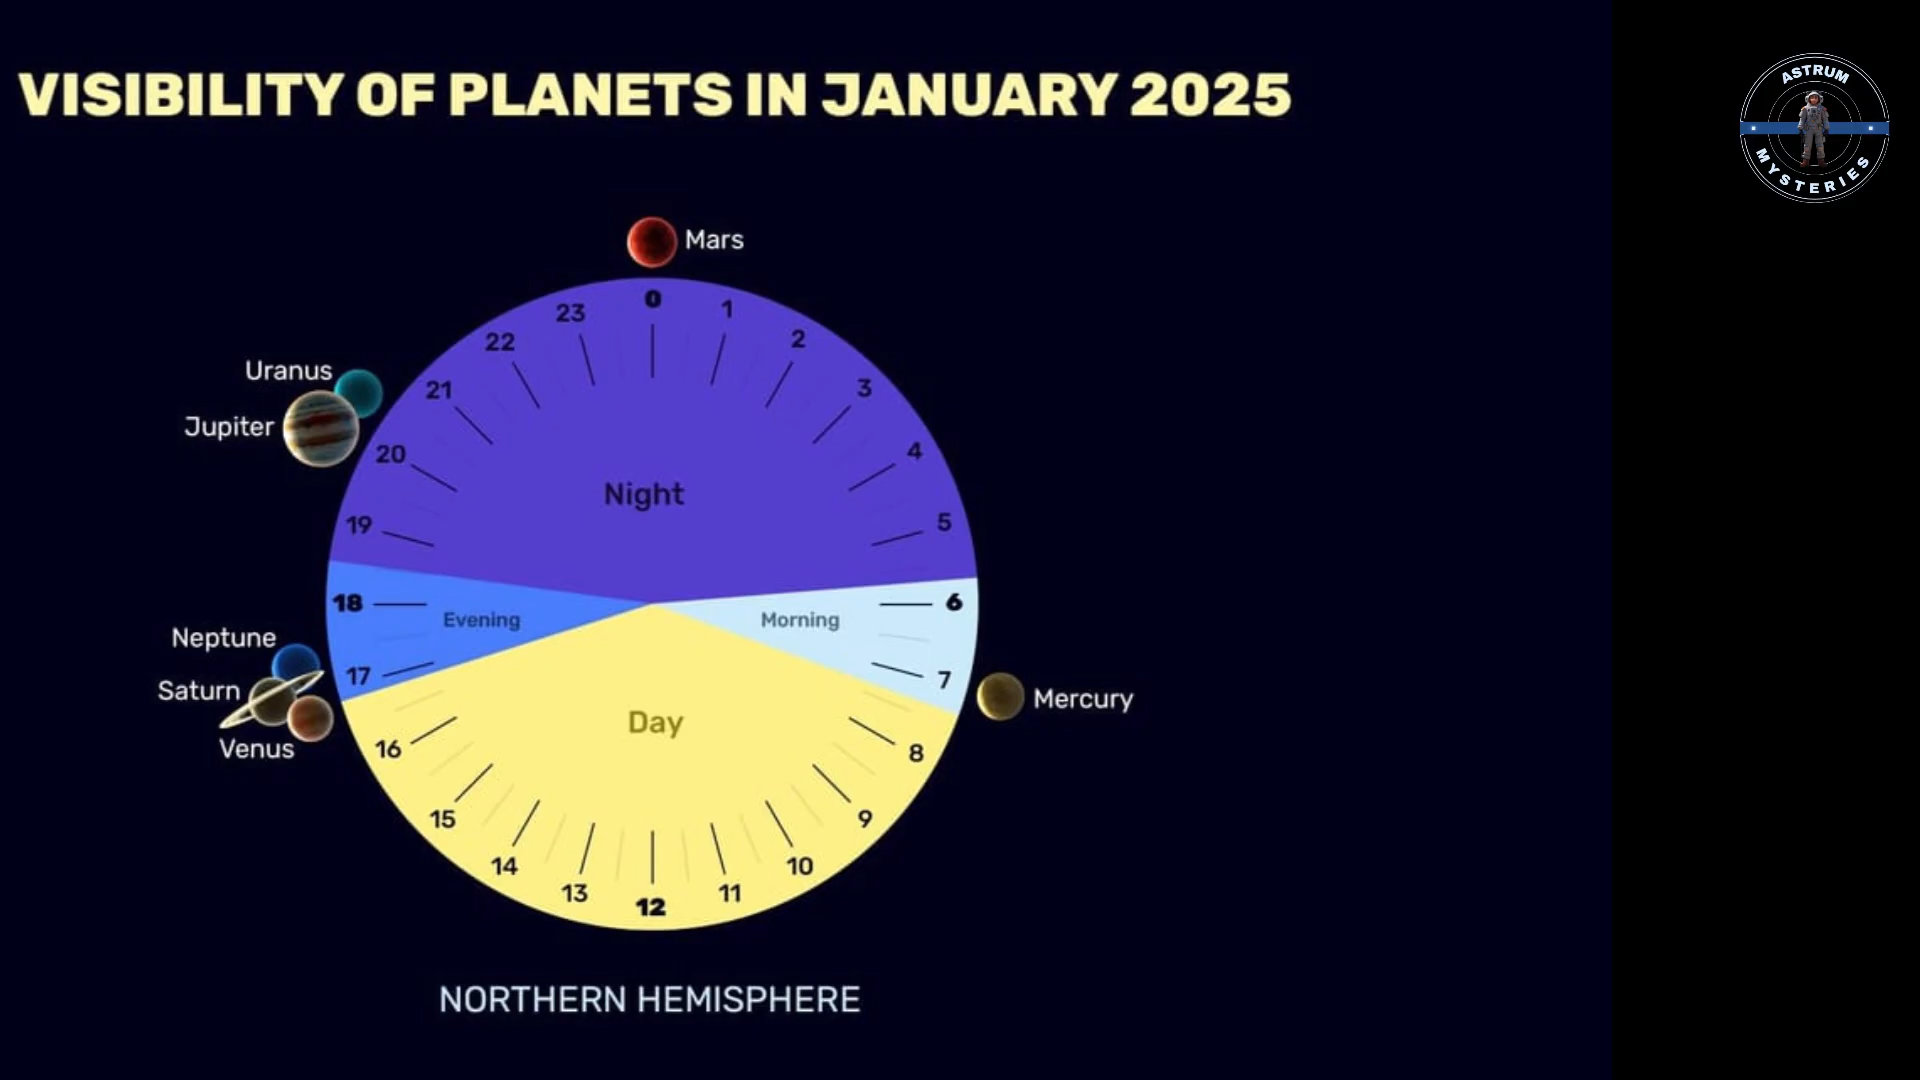 VISIBILITY OF PLANETS IN JANUARY 2025
ASTRUM
MYSTERIES
Mars
0
23
1
22
2
Uranus
21
3
Jupiter
20
4
Night
19
5
18
Evening
Morning
6
Neptune
17
7
Saturn
Mercury
Venus
Day
16
8
15
9
14
10
13
11
12
NORTHERN HEMISPHERE